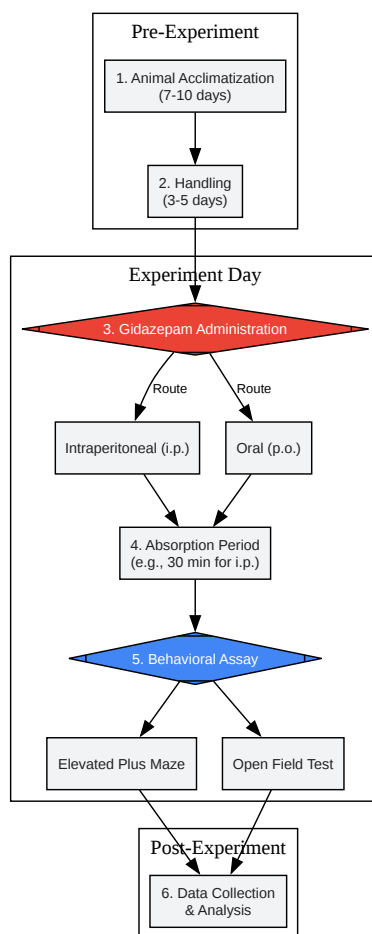 Pre-Experiment
1. Animal Acclimatization
(7-10 days)
2. Handling
(3-5 days)
Experiment Day
3. Gidazepam Administration
Route
Route
Intraperitoneal (i.p.)
Oral (p.o.)
4. Absorption Period
(e.g., 30 min for i.p.)
5. Behavioral Assay
Elevated Plus Maze
Open Field Test
Post-Experiment
6. Data Collection
& Analysis